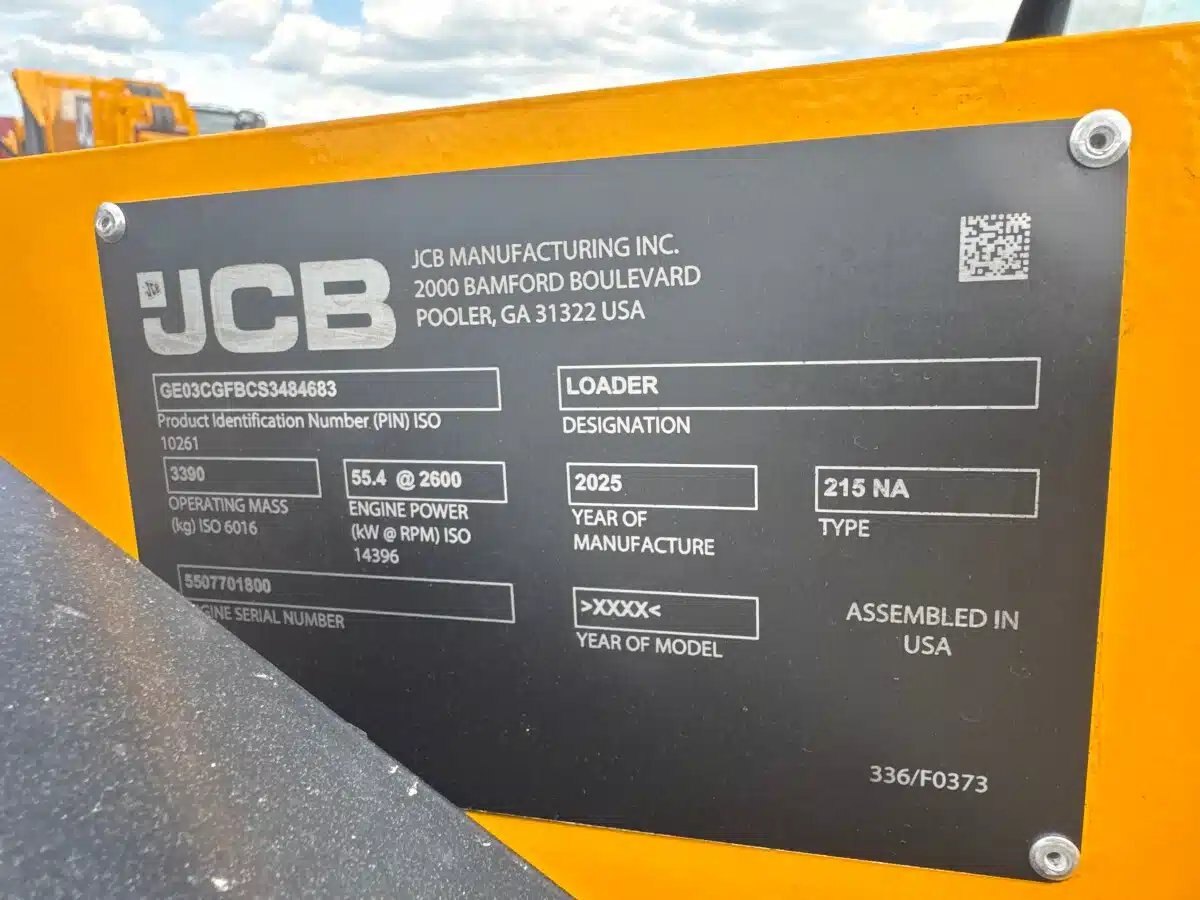 JCB
JCB MANUFACTURING INC.
2000 BAMFORD BOULEVARD
POOLER, GA 31322 USA
GE03CGFBCS3484683
Product Identification Number (PIN) ISO
10261
LOADER
DESIGNATION
3390
OPERATING MASS
(kg) ISO 6016
55.4 @ 2600
ENGINE POWER
(kW @ RPM) ISO
14396
2025
YEAR OF
MANUFACTURE
215 NA
TYPE
5507701800
GINE SERIAL NUMBER
>XXXX<
YEAR OF MODEL
ASSEMBLED IN
USA
336/F0373